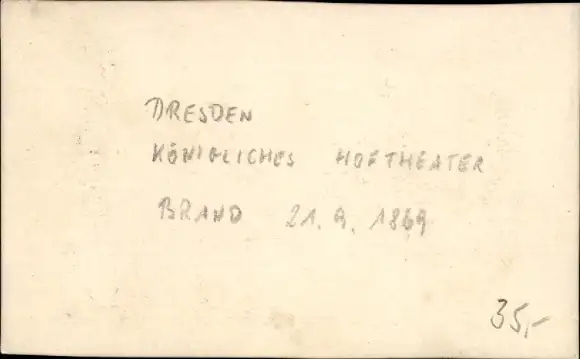 DRESDEN
KÖNIGLICHES HOFTHEATER
BRAND 21. 9. 1869
35,-